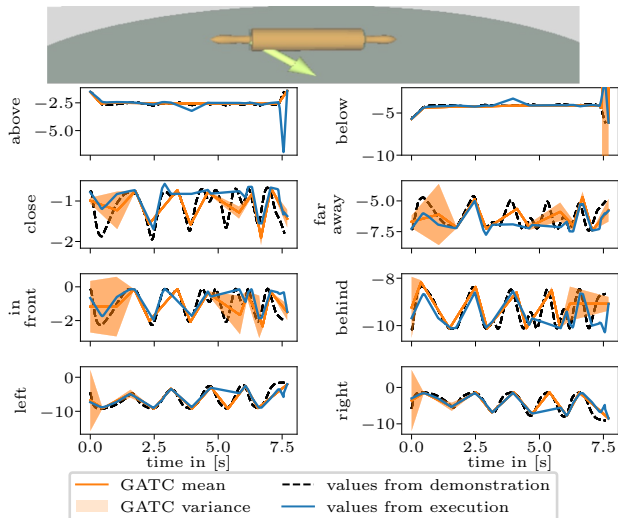 above
−2.5
−5.0
below
−5
−10
close
−1
−2
far
away
−5.0
−7.5
in
front
0
−2
behind
−8
−10
left
0
−10
right
0
−10
0.0 2.5 5.0 7.5
0.0 2.5 5.0 7.5
time in [s]
time in [s]
GATC mean
values from demonstration
GATC variance
values from execution